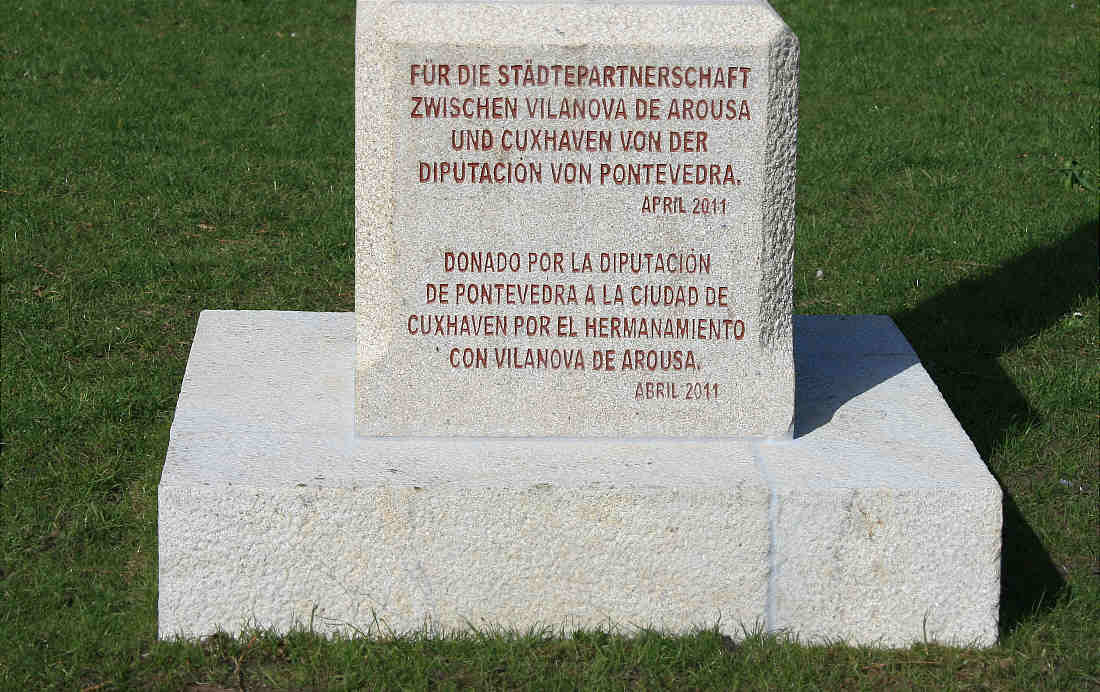 FÜR DIE STÄDTEPARTNERSCHAFT
ZWISCHEN VILANOVA DE AROUSA
UND CUXHAVEN VON DER
DIPUTACIÓN VON PONTEVEDRA.
APRIL 2011
DONADO POR LA DIPUTACIÓN
DE PONTEVEDRA A LA CIUDAD DE
CUXHAVEN POR EL HERMANAMIENTO
CON VILANOVA DE AROUSA.
ABRIL 2011